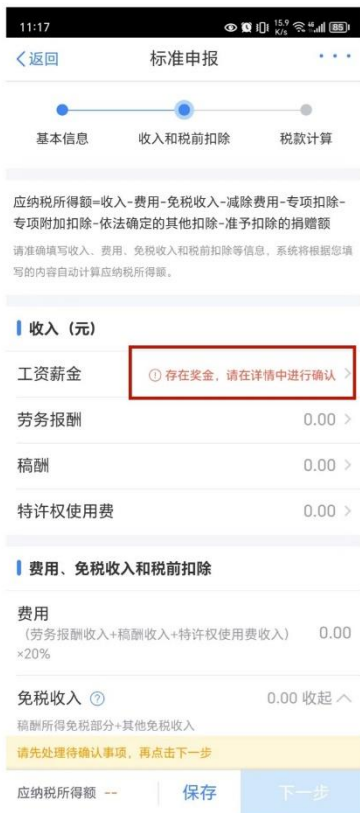 11:17 15.9 K/s 46 85
<返回 标准申报 ···
基本信息 收入和税前扣除 税款计算
应纳税所得额=收入-费用-免税收入-减除费用-专项扣除-
专项附加扣除-依法确定的其他扣除-准予扣除的捐赠额
请准确填写收入、费用、免税收入和税前扣除等信息，系统将根据您填
写的内容自动计算应纳税所得额。
收入（元）
工资薪金 存在奖金，请在详情中进行确认 >
劳务报酬 0.00 >
稿酬 0.00 >
特许权使用费 0.00 >
费用、免税收入和税前扣除
费用
（劳务报酬收入+稿酬收入+特许权使用费收入） 0.00
×20%
免税收入 ? 0.00 收起
稿酬所得免税部分+其他免税收入
请先处理待确认事项，再点击下一步
应纳税所得额 -- 保存 下一步